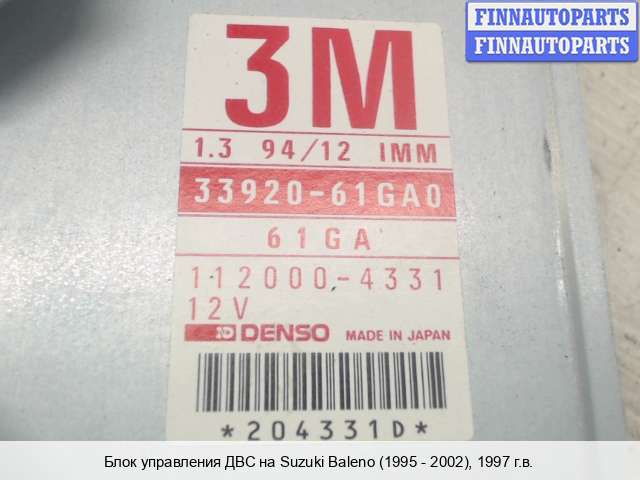 FINNAUTOPARTS
FINNAUTOPARTS
3M
1.3 94/12 IMM
33920-61GA0
61GA
112000-4331
12V
DENSO MADE IN JAPAN
*204331D*
Блок управления ДВС на Suzuki Baleno (1995 - 2002), 1997 г.в.